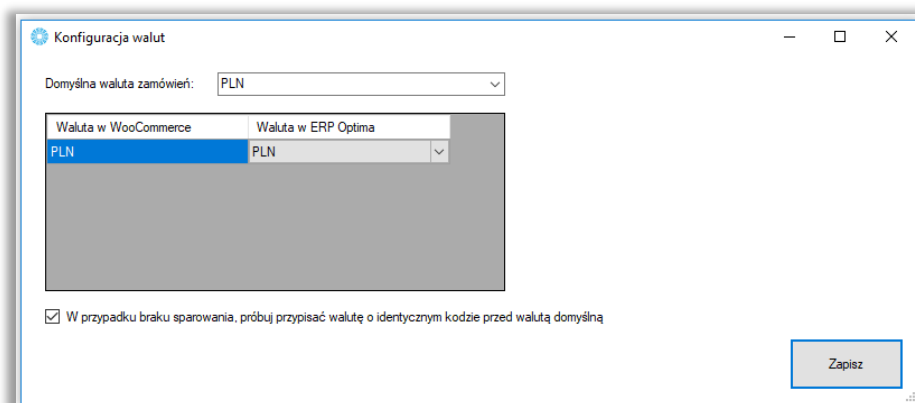 Konfiguracja walut
Domyślna waluta zamówień: PLN
Waluta w WooCommerce Waluta w ERP Optima
PLN PLN
W przypadku braku sparowania, próbuj przypisać walutę o identycznym kodzie przed walutą domyślną
Zapisz